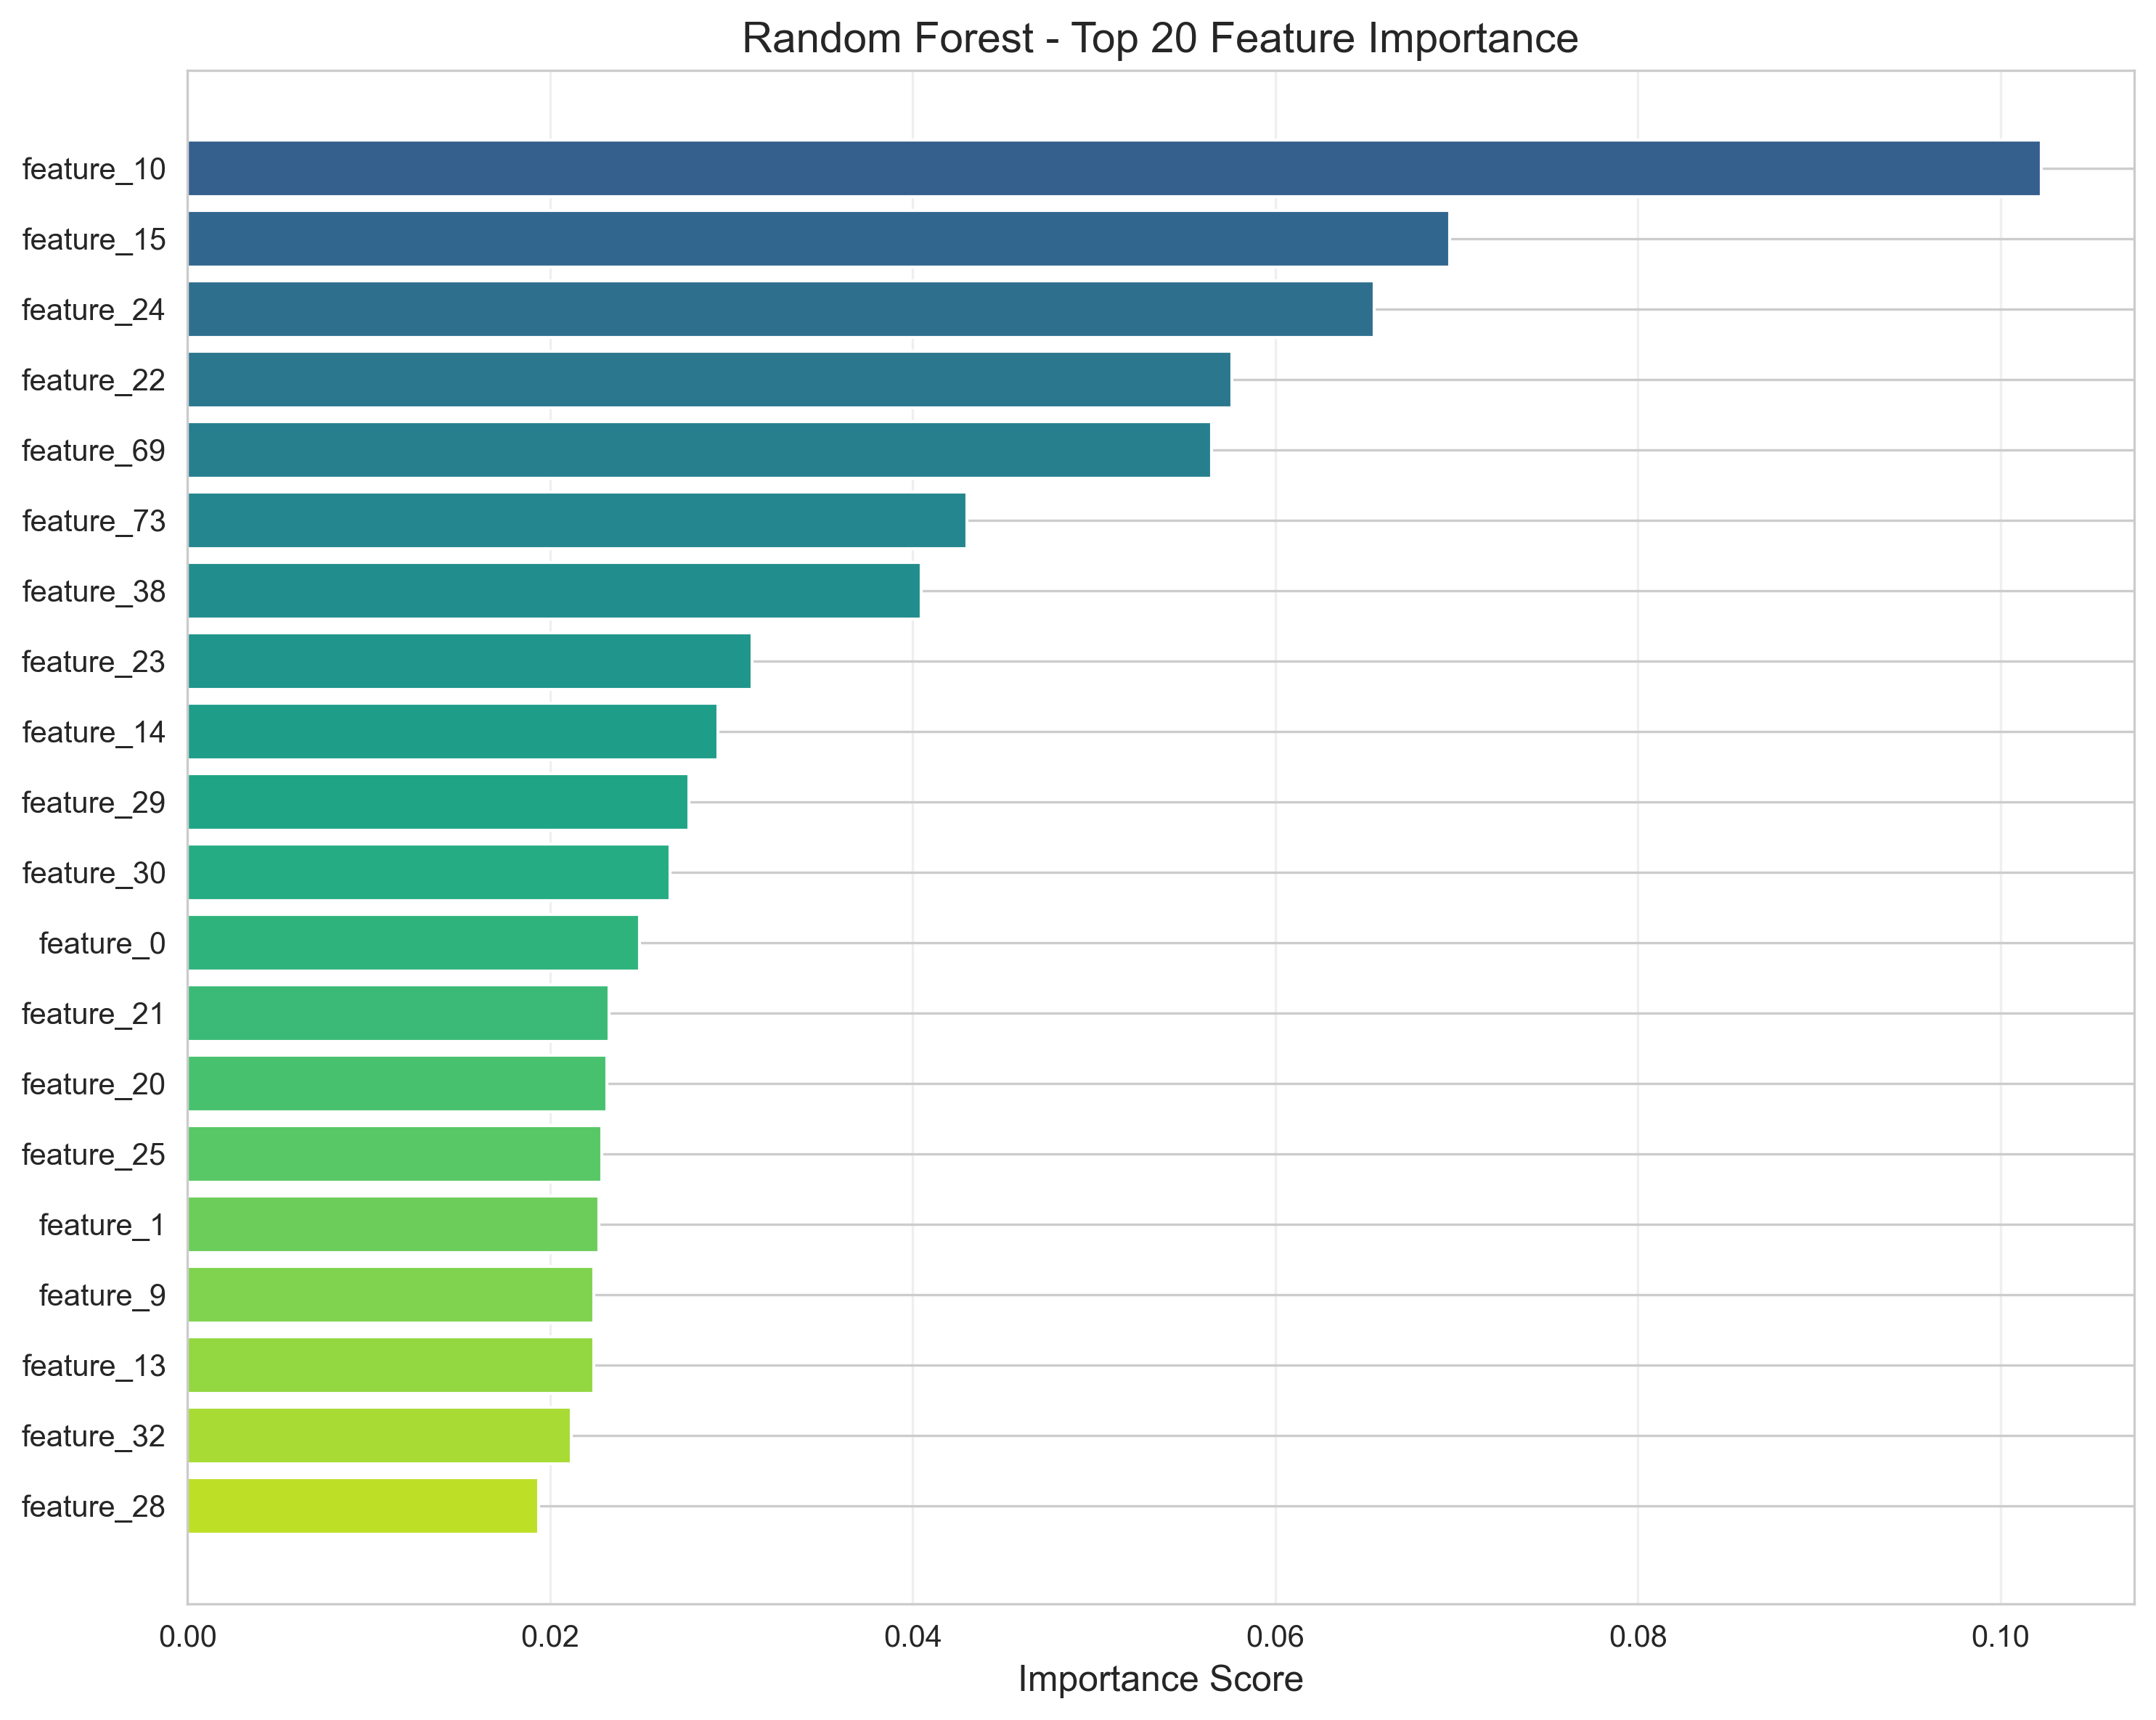 Random Forest - Top 20 Feature Importance
feature_10
feature_15
feature_24
feature_22
feature_69
feature_73
feature_38
feature_23
feature_14
feature_29
feature_30
feature_0
feature_21
feature_20
feature_25
feature_1
feature_9
feature_13
feature_32
feature_28
0.00 0.02 0.04 0.06 0.08 0.10
Importance Score